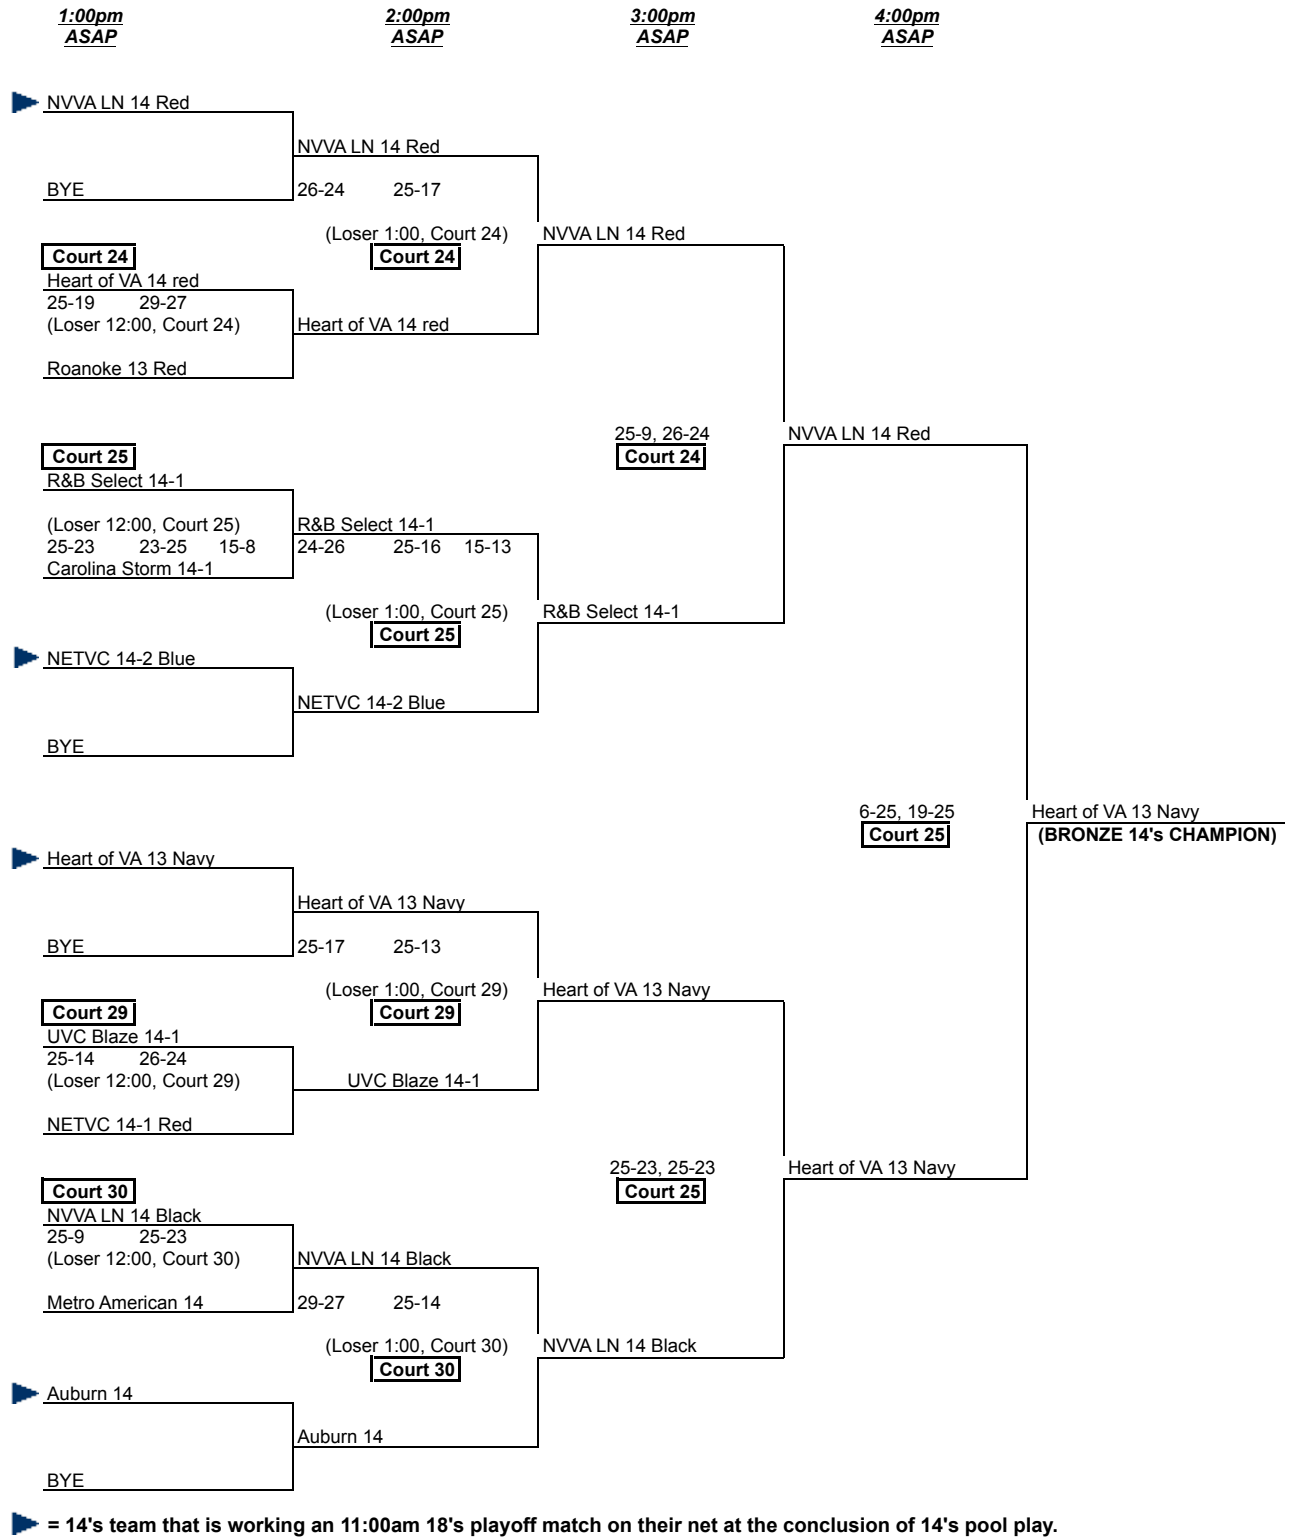 1:00pm 2:00pm 3:00pm 4:00pm
ASAP ASAP ASAP ASAP
NVVA LN 14 Red
NVVA LN 14 Red
BYE 26-24 25-17
(Loser 1:00, Court 24) NVVA LN 14 Red
Court 24 Court 24
Heart of VA 14 red
25-19 29-27
(Loser 12:00, Court 24) Heart of VA 14 red
Roanoke 13 Red
25-9, 26-24 NVVA LN 14 Red
Court 25 Court 24
R&B Select 14-1
(Loser 12:00, Court 25) R&B Select 14-1
25-23 23-25 15-8 24-26 25-16 15-13
Carolina Storm 14-1
(Loser 1:00, Court 25) R&B Select 14-1
Court 25
NETVC 14-2 Blue
NETVC 14-2 Blue
BYE
6-25, 19-25 Heart of VA 13 Navy
Court 25 (BRONZE 14's CHAMPION)
Heart of VA 13 Navy
Heart of VA 13 Navy
BYE 25-17 25-13
(Loser 1:00, Court 29) Heart of VA 13 Navy
Court 29 Court 29
UVC Blaze 14-1
25-14 26-24
(Loser 12:00, Court 29) UVC Blaze 14-1
NETVC 14-1 Red
25-23, 25-23 Heart of VA 13 Navy
Court 30 Court 25
NVVA LN 14 Black
25-9 25-23
(Loser 12:00, Court 30) NVVA LN 14 Black
Metro American 14 29-27 25-14
(Loser 1:00, Court 30) NVVA LN 14 Black
Court 30
Auburn 14
Auburn 14
BYE
= 14's team that is working an 11:00am 18's playoff match on their net at the conclusion of 14's pool play.